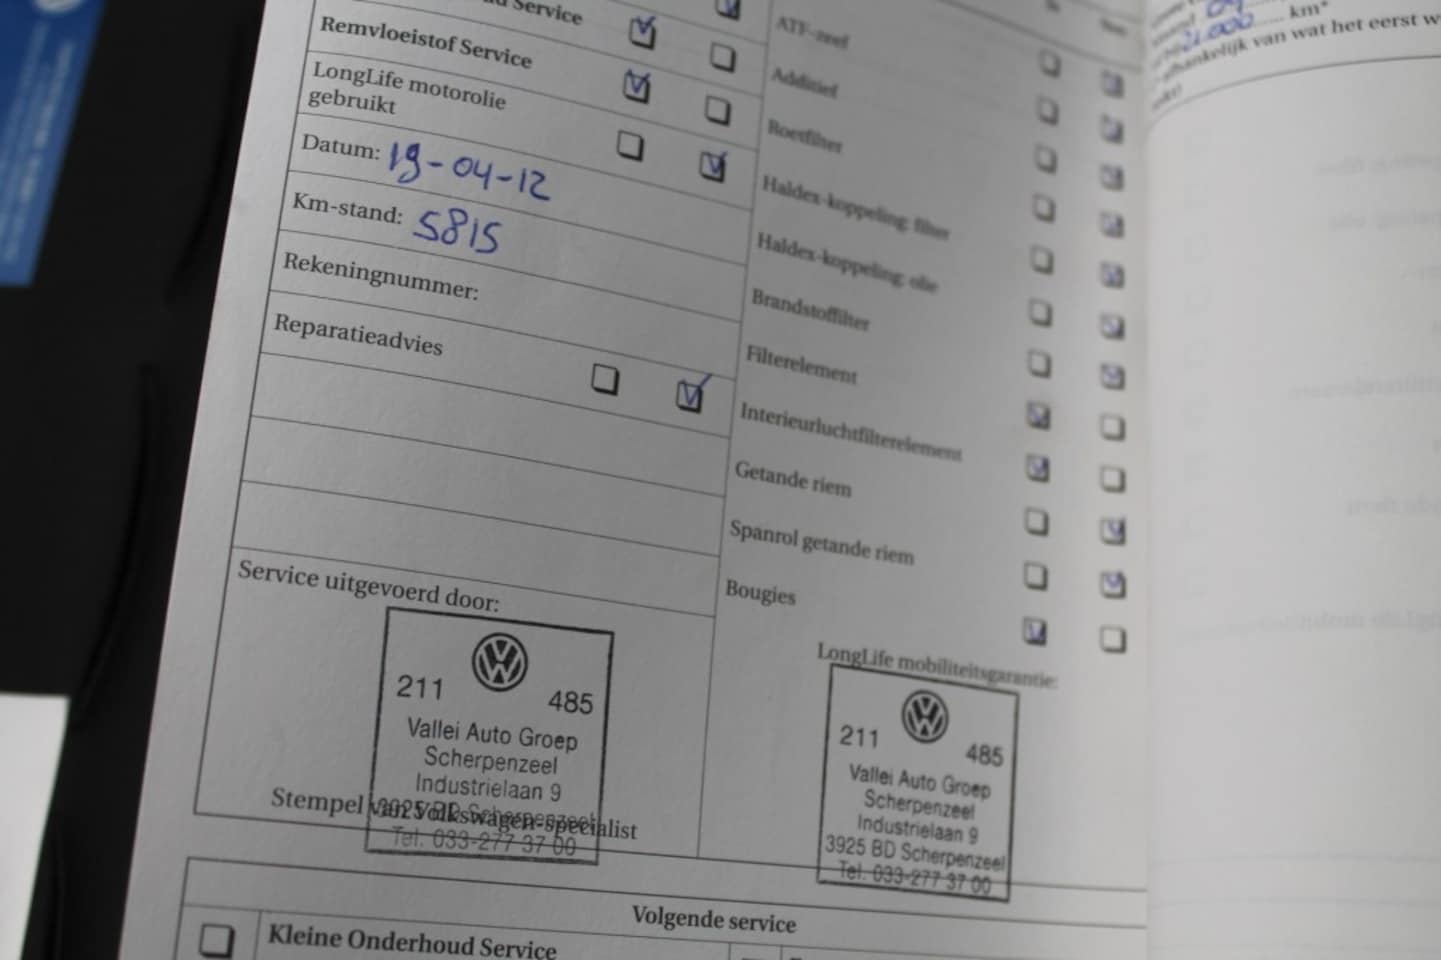 Service
Remvloeistof Service
LongLife motorolie
gebruikt
Datum: 19-04-12
Km-stand: 5815
Rekeningnummer:
Reparatieadvies
Service uitgevoerd door:
211 485
Vallei Auto Groep
Scherpenzeel
Industrielaan 9
3925 BD Scherpenzeel
Tel. 033-277 37 00
Stempel van Volkswagen-specialist
ATF-zeef
Additief
Roetfilter
Haldex-koppeling: filter
Haldex-koppeling: olie
Brandstoffilter
Filterelement
Interieurluchtfilterelement
Getande riem
Spanrol getande riem
Bougies
LongLife mobiliteitsgarantie:
211 485
Vallei Auto Groep
Scherpenzeel
Industrielaan 9
3925 BD Scherpenzeel
Tel. 033-277 37 00
Volgende service
Kleine Onderhoud Service
km*
van wat het eerst